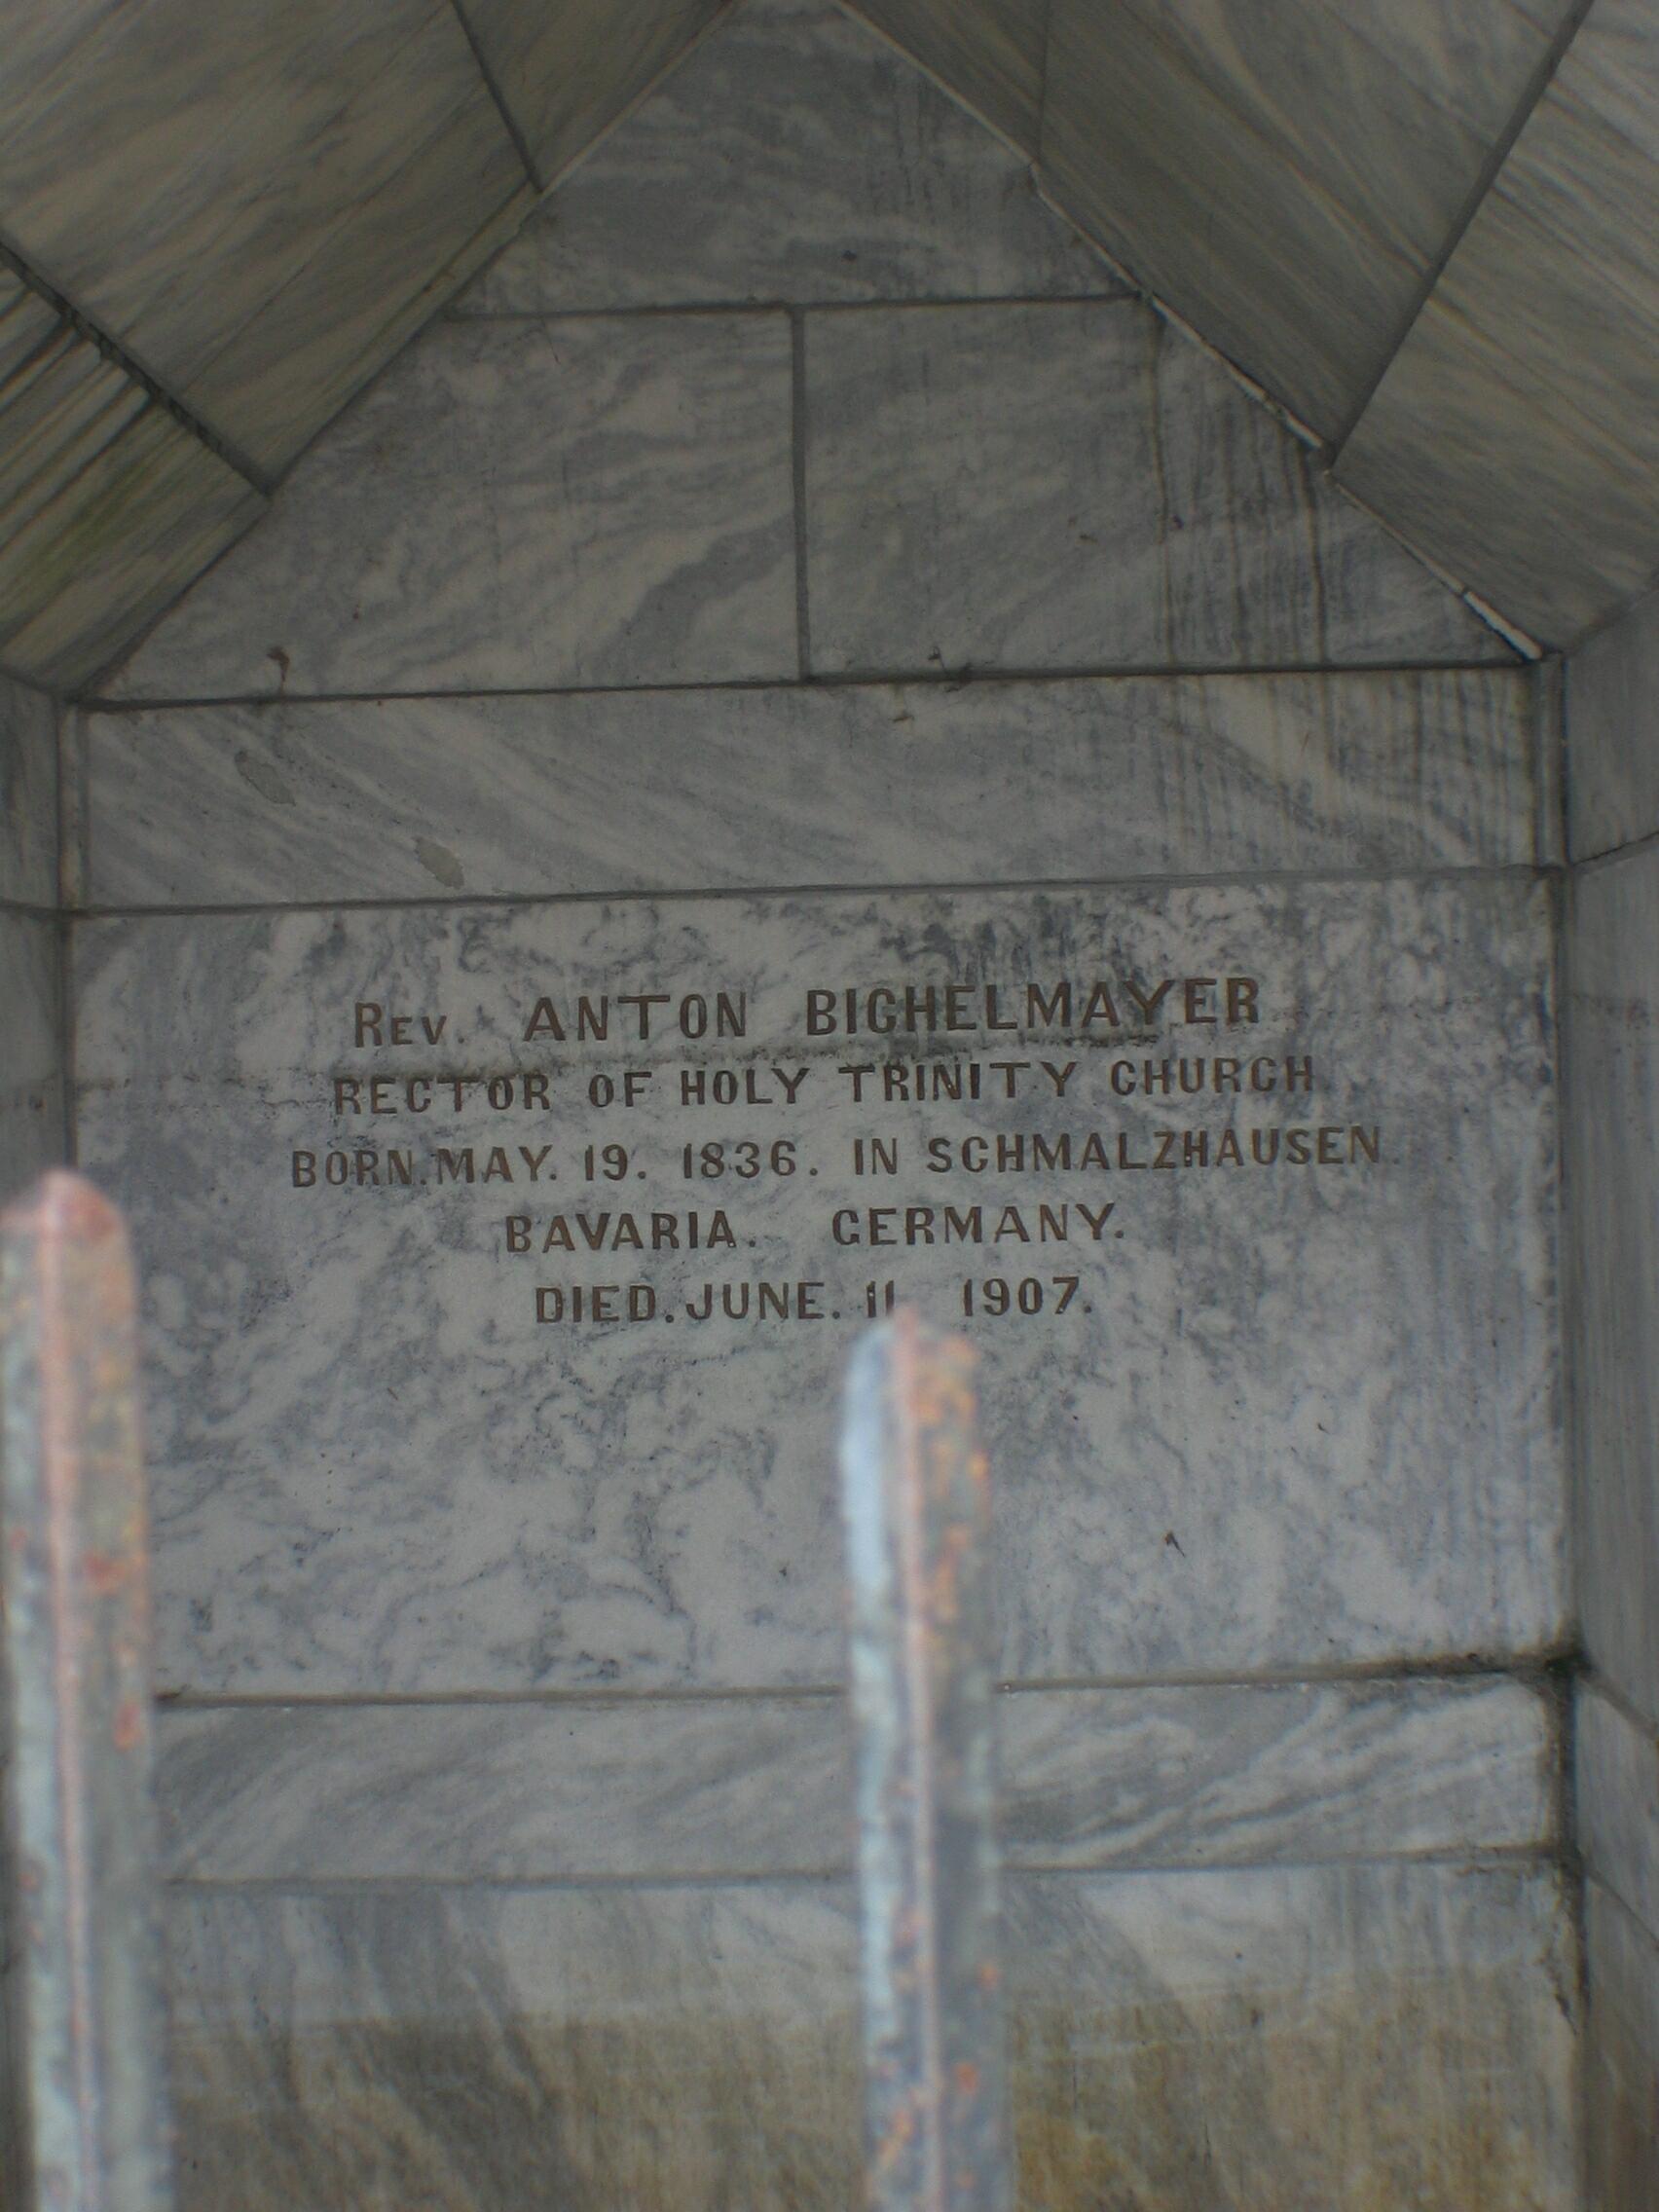 Rev. ANTON BICHELMAYER
RECTOR OF HOLY TRINITY CHURCH
BORN.MAY. 19. 1836. IN SCHMALZHAUSEN.
BAVARIA. GERMANY.
DIED.JUNE. 11 1907.